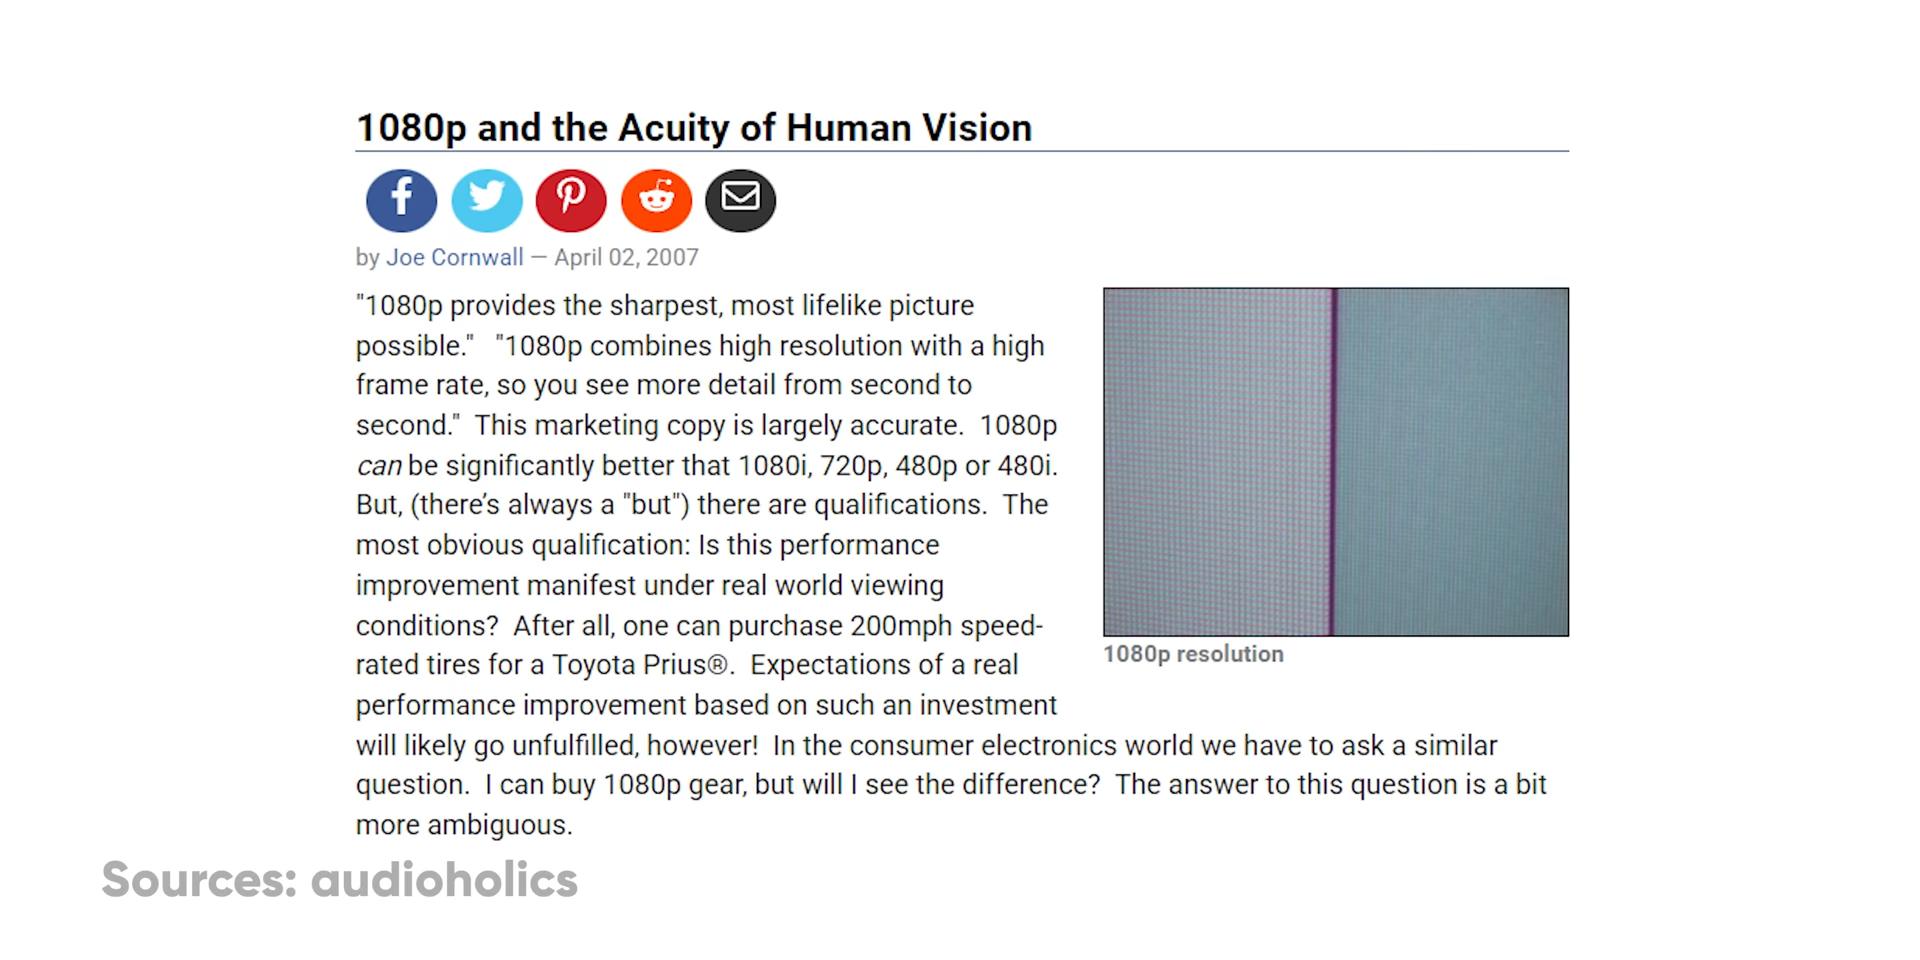 1080p and the Acuity of Human Vision
by Joe Cornwall — April 02, 2007
"1080p provides the sharpest, most lifelike picture
possible."   "1080p combines high resolution with a high
frame rate, so you see more detail from second to
second."  This marketing copy is largely accurate.  1080p
can be significantly better that 1080i, 720p, 480p or 480i.
But, (there’s always a "but") there are qualifications.  The
most obvious qualification: Is this performance
improvement manifest under real world viewing
conditions?  After all, one can purchase 200mph speed-
rated tires for a Toyota Prius®.  Expectations of a real
performance improvement based on such an investment
will likely go unfulfilled, however!  In the consumer electronics world we have to ask a similar
question.  I can buy 1080p gear, but will I see the difference?  The answer to this question is a bit
more ambiguous.
1080p resolution
Sources: audioholics